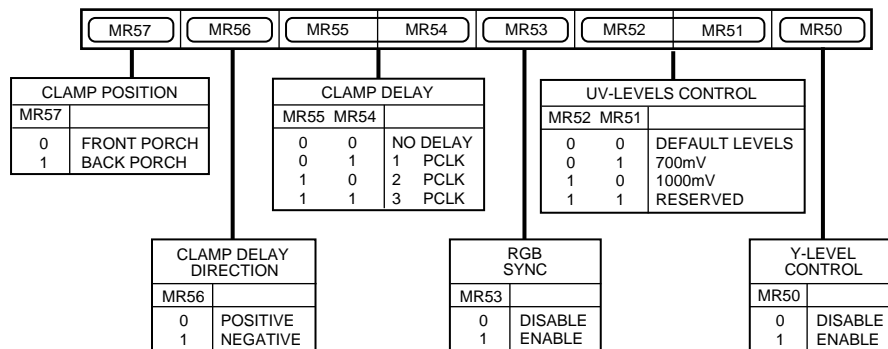 MR57 MR56 MR55 MR54 MR53 MR52 MR51 MR50
CLAMP POSITION
MR57
0 FRONT PORCH
1 BACK PORCH
CLAMP DELAY
MR55 MR54
0 0 NO DELAY
0 1 1 PCLK
1 0 2 PCLK
1 1 3 PCLK
UV-LEVELS CONTROL
MR52 MR51
0 0 DEFAULT LEVELS
0 1 700mV
1 0 1000mV
1 1 RESERVED
CLAMP DELAY
DIRECTION
MR56
0 POSITIVE
1 NEGATIVE
RGB
SYNC
MR53
0 DISABLE
1 ENABLE
Y-LEVEL
CONTROL
MR50
0 DISABLE
1 ENABLE